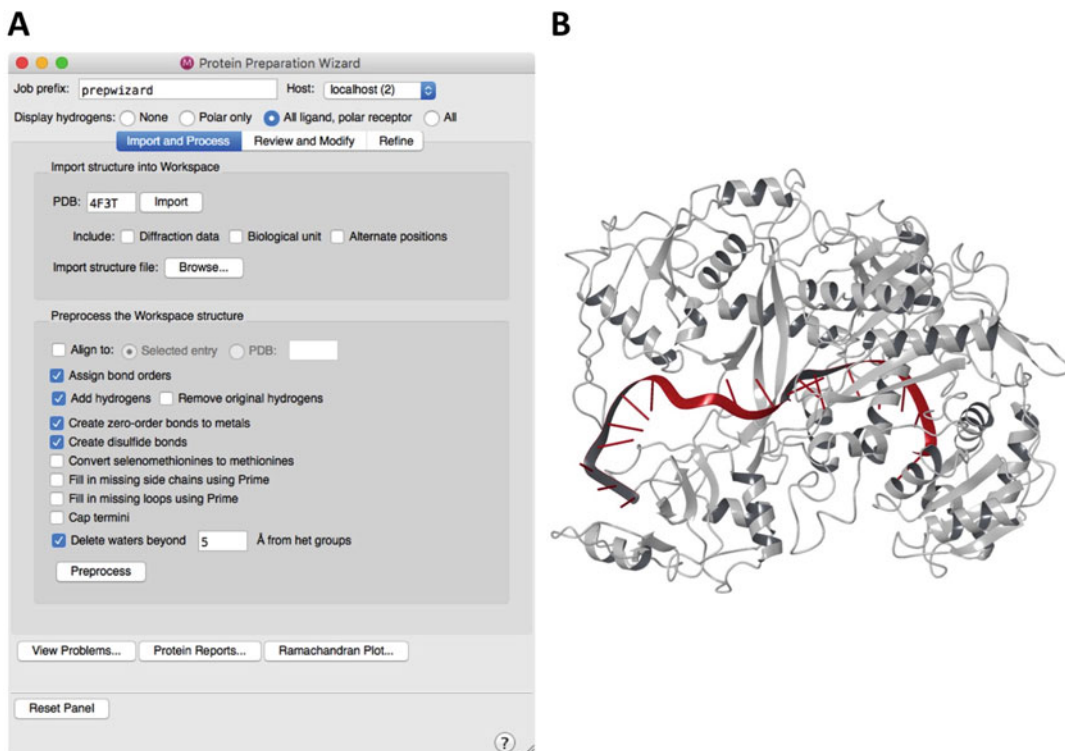 A
B
Protein Preparation Wizard
Job prefix: prepwizard Host: localhost (2)
Display hydrogens: None Polar only All ligand, polar receptor All
Import and Process Review and Modify Refine
Import structure into Workspace
PDB: 4F3T Import
Include: Diffraction data Biological unit Alternate positions
Import structure file: Browse...
Preprocess the Workspace structure
Align to: Selected entry PDB:
Assign bond orders
Add hydrogens Remove original hydrogens
Create zero-order bonds to metals
Create disulfide bonds
Convert selenomethionines to methionines
Fill in missing side chains using Prime
Fill in missing loops using Prime
Cap termini
Delete waters beyond 5 Å from het groups
Preprocess
View Problems... Protein Reports... Ramachandran Plot...
Reset Panel
?